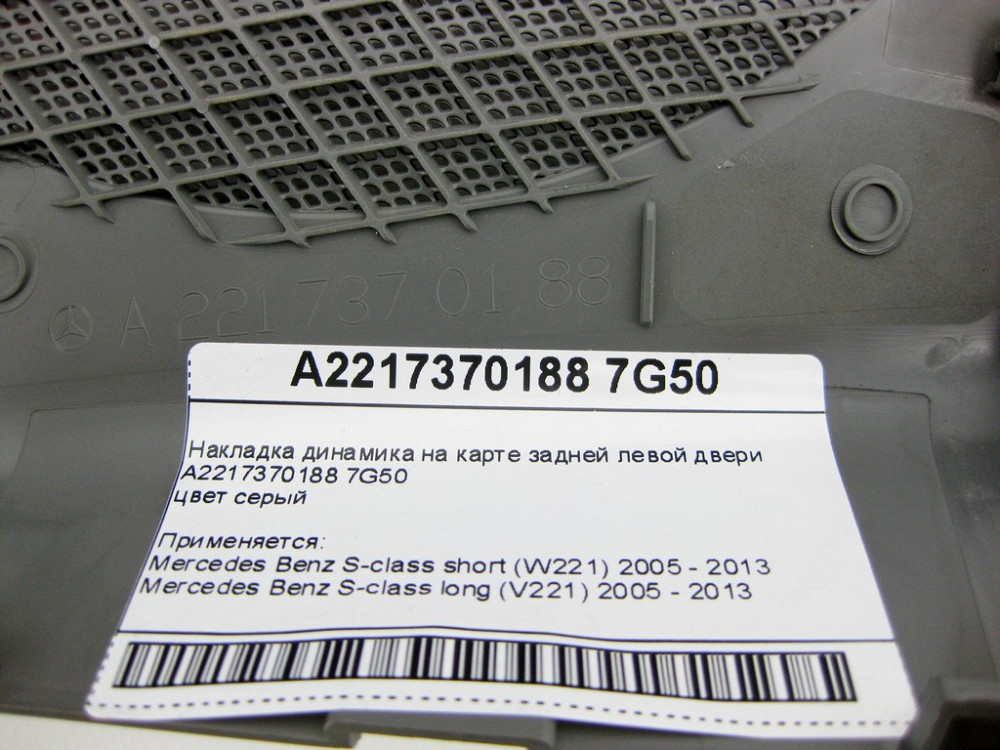 A 221 737 01 88
A2217370188 7G50
Накладка динамика на карте задней левой двери
A2217370188 7G50
цвет серый
Применяется:
Mercedes Benz S-class short (W221) 2005 - 2013
Mercedes Benz S-class long (V221) 2005 - 2013